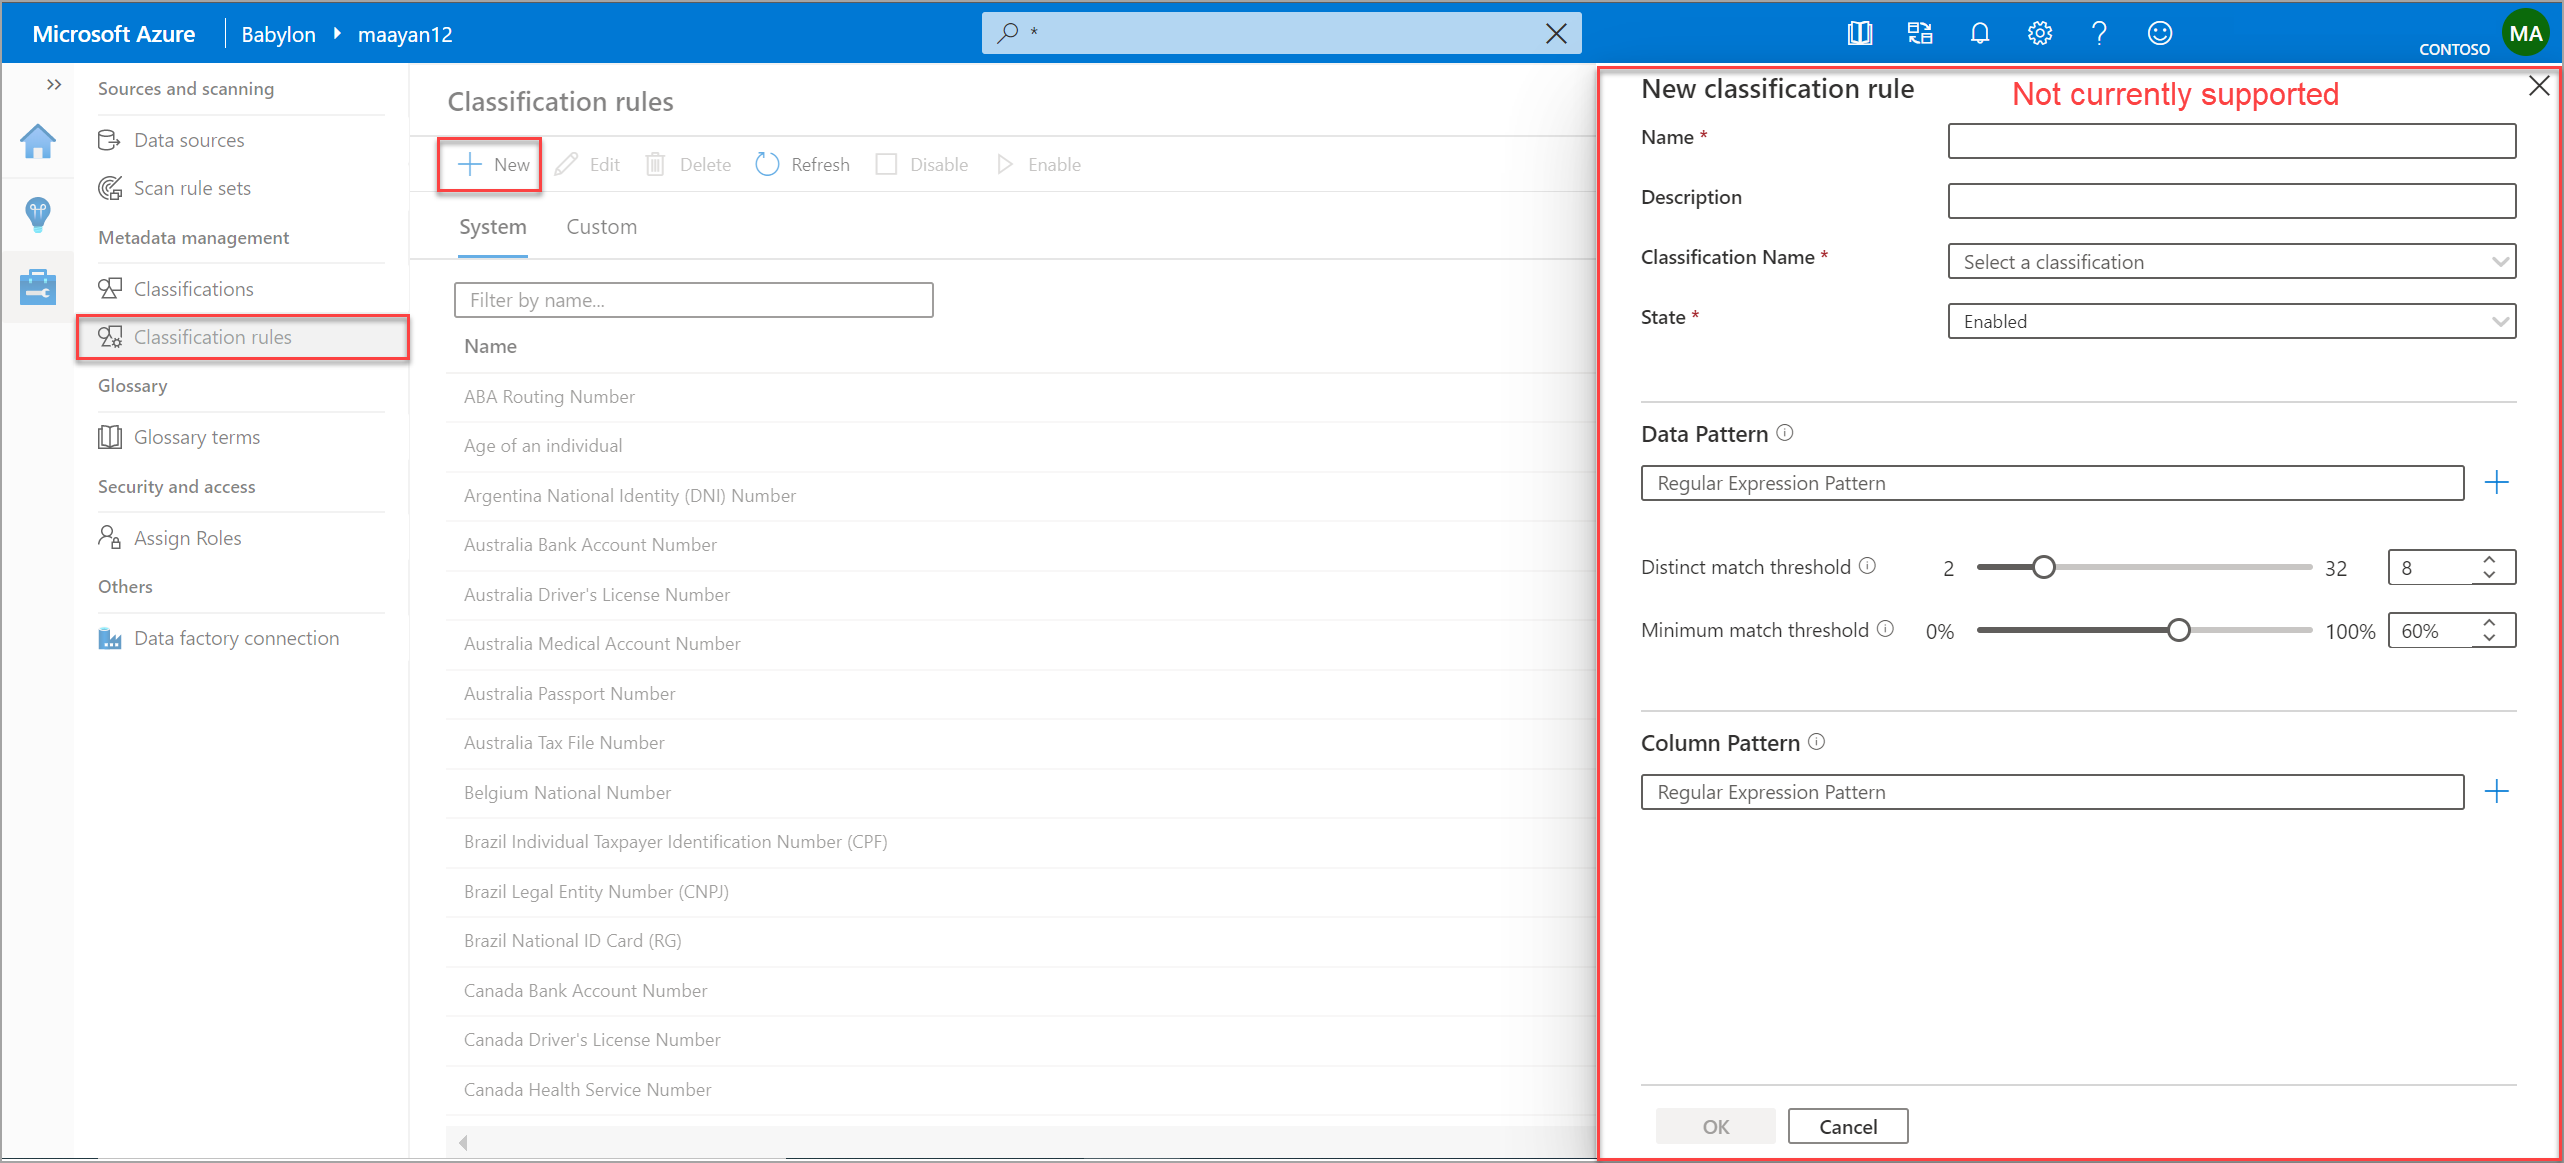 Microsoft Azure
Babylon
maayan12
*
CONTOSO
MA
Sources and scanning
Data sources
Scan rule sets
Metadata management
Classifications
Classification rules
Glossary
Glossary terms
Security and access
Assign Roles
Others
Data factory connection
Classification rules
New
Edit
Delete
Refresh
Disable
Enable
System
Custom
Filter by name...
Name
ABA Routing Number
Age of an individual
Argentina National Identity (DNI) Number
Australia Bank Account Number
Australia Driver's License Number
Australia Medical Account Number
Australia Passport Number
Australia Tax File Number
Belgium National Number
Brazil Individual Taxpayer Identification Number (CPF)
Brazil Legal Entity Number (CNPJ)
Brazil National ID Card (RG)
Canada Bank Account Number
Canada Driver's License Number
Canada Health Service Number
New classification rule
Not currently supported
Name *
Description
Classification Name *
Select a classification
State *
Enabled
Data Pattern
Regular Expression Pattern
Distinct match threshold
2
32
8
Minimum match threshold
0%
100%
60%
Column Pattern
Regular Expression Pattern
OK
Cancel